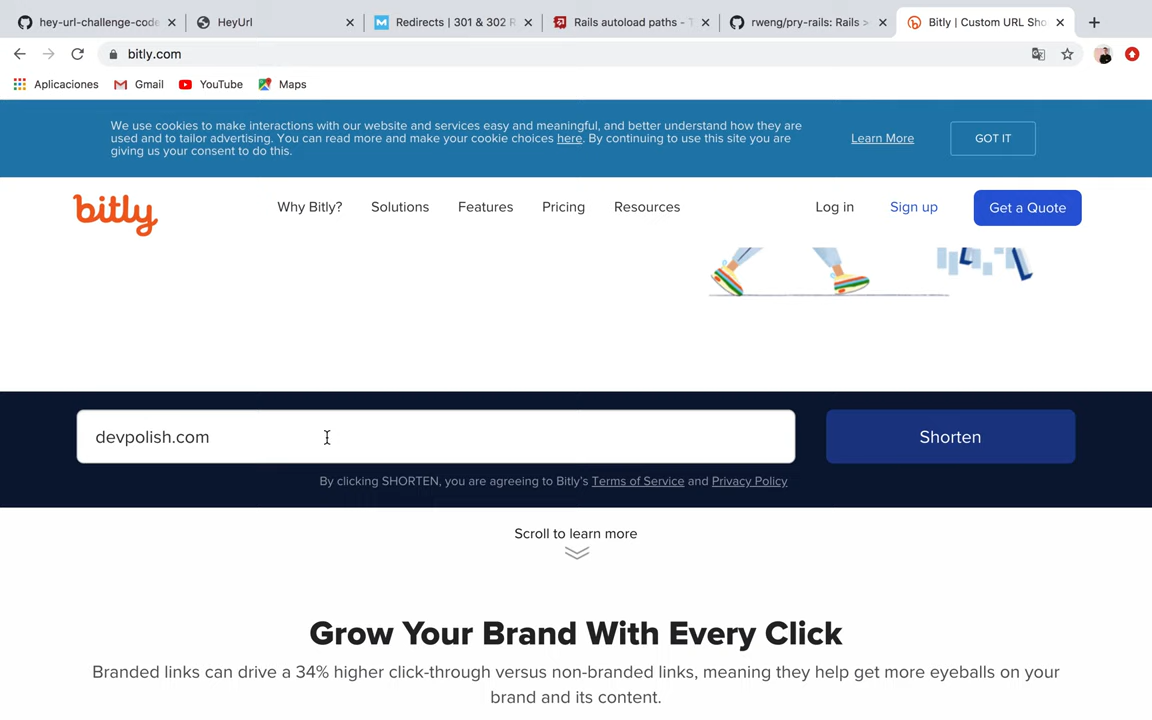 hey-url-challenge-code
HeyUrl
Redirects | 301 & 302 R
Rails autoload paths -
rweng/pry-rails: Rails >
Bitly | Custom URL Sho
bitly.com
Aplicaciones
Gmail
YouTube
Maps
We use cookies to make interactions with our website and services easy and meaningful, and better understand how they are
used and to tailor advertising. You can read more and make your cookie choices here. By continuing to use this site you are
giving us your consent to do this.
Learn More
GOT IT
bitly
Why Bitly?
Solutions
Features
Pricing
Resources
Log in
Sign up
Get a Quote
devpolish.com
Shorten
By clicking SHORTEN, you are agreeing to Bitly's Terms of Service and Privacy Policy
Scroll to learn more
Grow Your Brand With Every Click
Branded links can drive a 34% higher click-through versus non-branded links, meaning they help get more eyeballs on your
brand and its content.